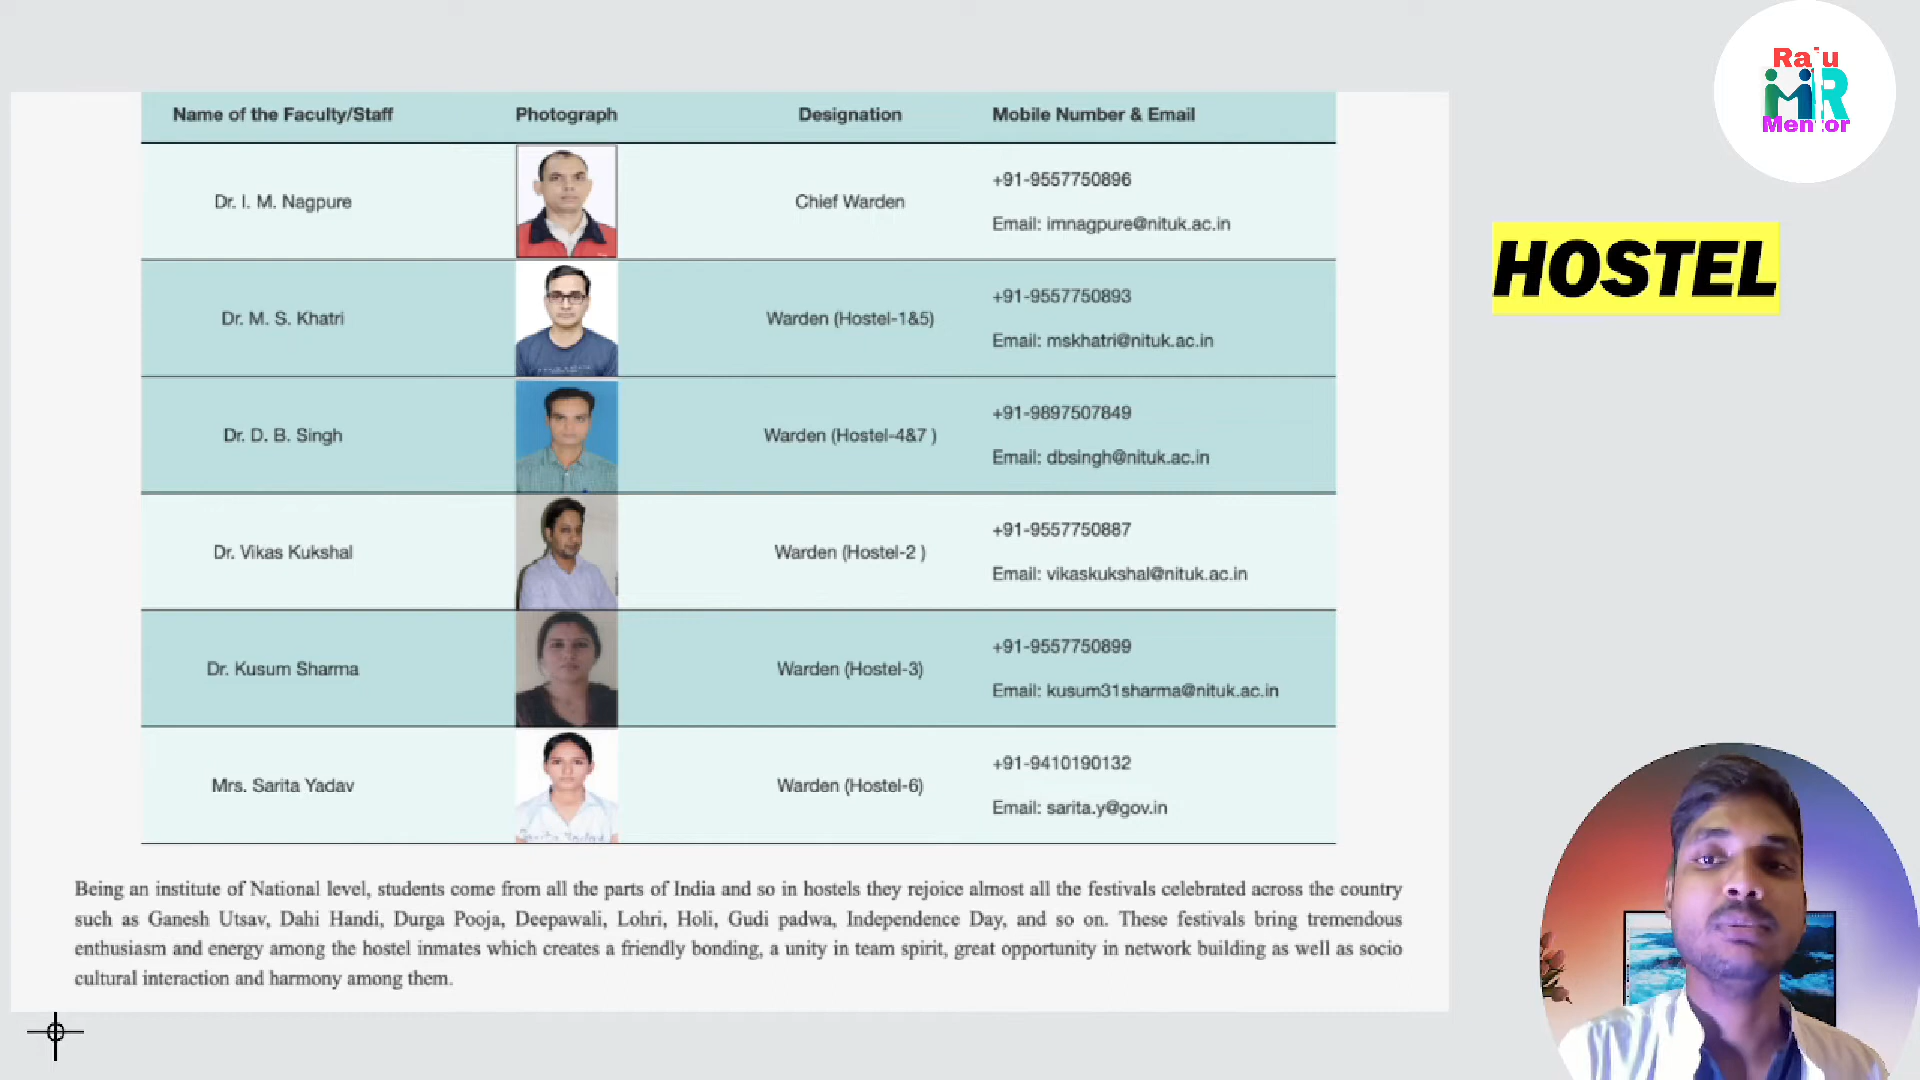 Raju
MR
Mentor
HOSTEL
Name of the Faculty/Staff Photograph Designation Mobile Number & Email
Dr. I. M. Nagpure Chief Warden +91-9557750896
Email: imnagpure@nituk.ac.in
Dr. M. S. Khatri Warden (Hostel-1&5) +91-9557750893
Email: mskhatri@nituk.ac.in
Dr. D. B. Singh Warden (Hostel-4&7 ) +91-9897507849
Email: dbsingh@nituk.ac.in
Dr. Vikas Kukshal Warden (Hostel-2 ) +91-9557750887
Email: vikaskukshal@nituk.ac.in
Dr. Kusum Sharma Warden (Hostel-3) +91-9557750899
Email: kusum31sharma@nituk.ac.in
Mrs. Sarita Yadav Warden (Hostel-6) +91-9410190132
Email: sarita.y@gov.in
Being an institute of National level, students come from all the parts of India and so in hostels they rejoice almost all the festivals celebrated across the country
such as Ganesh Utsav, Dahi Handi, Durga Pooja, Deepawali, Lohri, Holi, Gudi padwa, Independence Day, and so on. These festivals bring tremendous
enthusiasm and energy among the hostel inmates which creates a friendly bonding, a unity in team spirit, great opportunity in network building as well as socio
cultural interaction and harmony among them.